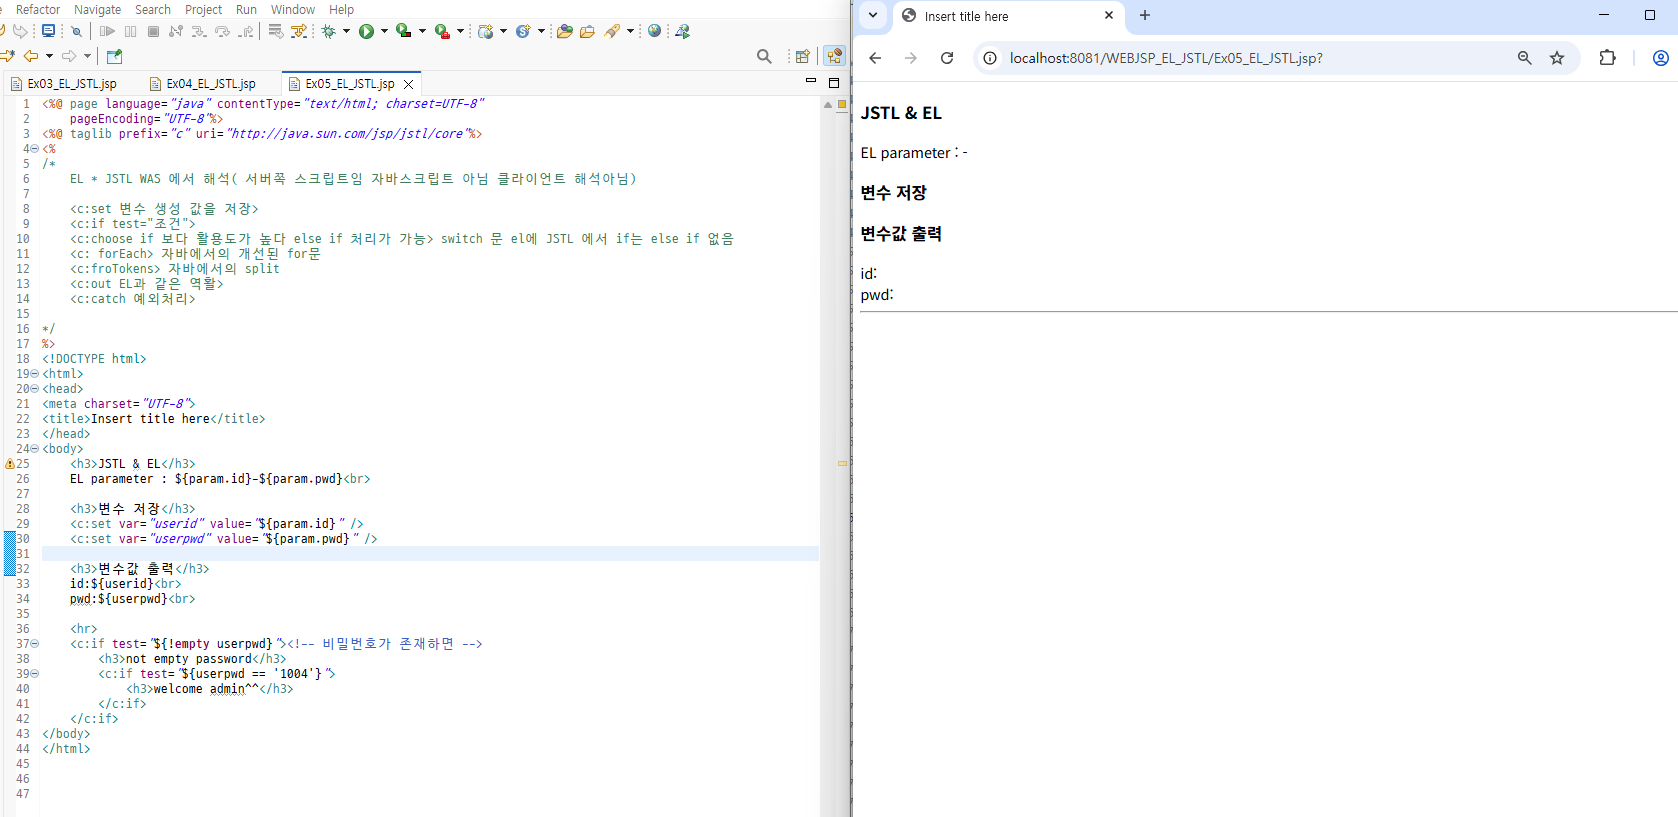 Refactor Navigate Search Project Run Window Help
Ex03_EL_JSTL.jsp Ex04_EL_JSTL.jsp Ex05_EL_JSTL.jsp
1 <%@ page language="java" contentType="text/html; charset=UTF-8"
2 pageEncoding="UTF-8"%>
3 <%@ taglib prefix="c" uri="http://java.sun.com/jsp/jstl/core"%>
4 <%
5 /*
6 EL * JSTL WAS 에서 해석( 서버쪽 스크립트임 자바스크립트 아님 클라이언트 해석아님)
7
8 <c:set 변수 생성 값을 저장>
9 <c:if test="조건">
10 <c:choose if 보다 활용도가 높다 else if 처리가 가능> switch 문 el에 JSTL 에서 if는 else if 없음
11 <c: forEach> 자바에서의 개선된 for문
12 <c:froTokens> 자바에서의 split
13 <c:out EL과 같은 역활>
14 <c:catch 예외처리>
15
16 */
17 %>
18 <!DOCTYPE html>
19 <html>
20 <head>
21 <meta charset="UTF-8">
22 <title>Insert title here</title>
23 </head>
24 <body>
25 <h3>JSTL & EL</h3>
26 EL parameter : ${param.id}-${param.pwd}<br>
27
28 <h3>변수 저장</h3>
29 <c:set var="userid" value="${param.id}" />
30 <c:set var="userpwd" value="${param.pwd}" />
31
32 <h3>변수값 출력</h3>
33 id:${userid}<br>
34 pwd:${userpwd}<br>
35
36 <hr>
37 <c:if test="${!empty userpwd}"><!-- 비밀번호가 존재하면 -->
38 <h3>not empty password</h3>
39 <c:if test="${userpwd == '1004'}">
40 <h3>welcome admin^^</h3>
41 </c:if>
42 </c:if>
43 </body>
44 </html>
45
46
47
Insert title here
localhost:8081/WEBJSP_EL_JSTL/Ex05_EL_JSTL.jsp?
JSTL & EL
EL parameter : -
변수 저장
변수값 출력
id:
pwd: